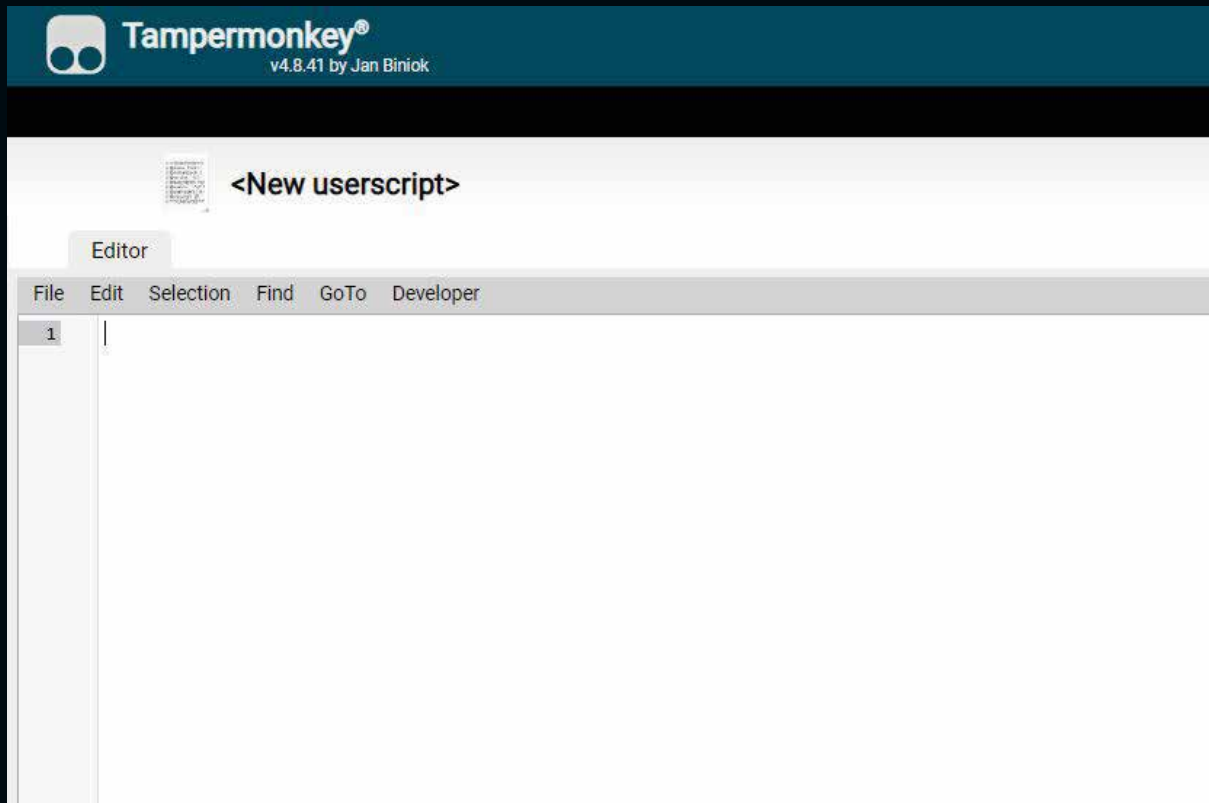 Tampermonkey®
v4.8.41 by Jan Biniok
<New userscript>
Editor
File Edit Selection Find GoTo Developer
1